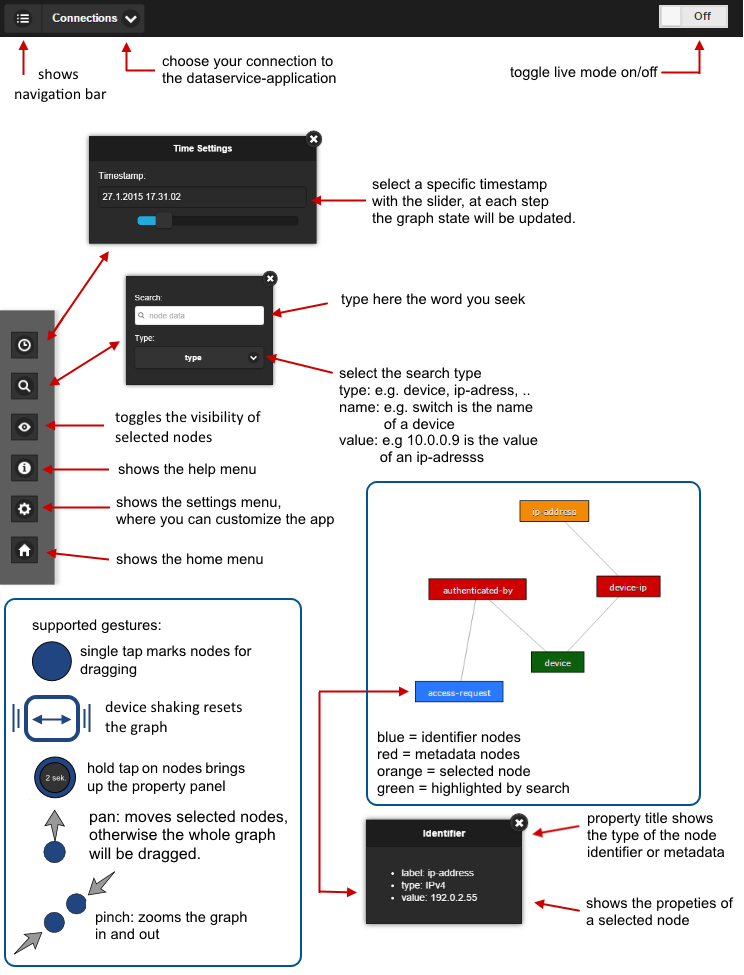 Connections
Off
shows
navigation bar
choose your connection to
the dataservice-application
toggle live mode on/off
Time Settings
Timestamp:
27.1.2015 17.31.02
select a specific timestamp
with the slider, at each step
the graph state will be updated.
Search:
node data
Type:
type
type here the word you seek
select the search type
type: e.g. device, ip-adress, ..
name: e.g. switch is the name
of a device
value: e.g 10.0.0.9 is the value
of an ip-adresss
toggles the visibility of
selected nodes
shows the help menu
shows the settings menu,
where you can customize the app
shows the home menu
ip-address
authenticated-by
device-ip
device
access-request
blue = identifier nodes
red = metadata nodes
orange = selected node
green = highlighted by search
supported gestures:
single tap marks nodes for
dragging
device shaking resets
the graph
2 sek.
hold tap on nodes brings
up the property panel
pan: moves selected nodes,
otherwise the whole graph
will be dragged.
pinch: zooms the graph
in and out
Identifier
• label: ip-address
• type: IPv4
• value: 192.0.2.55
property title shows
the type of the node
identifier or metadata
shows the propeties of
a selected node